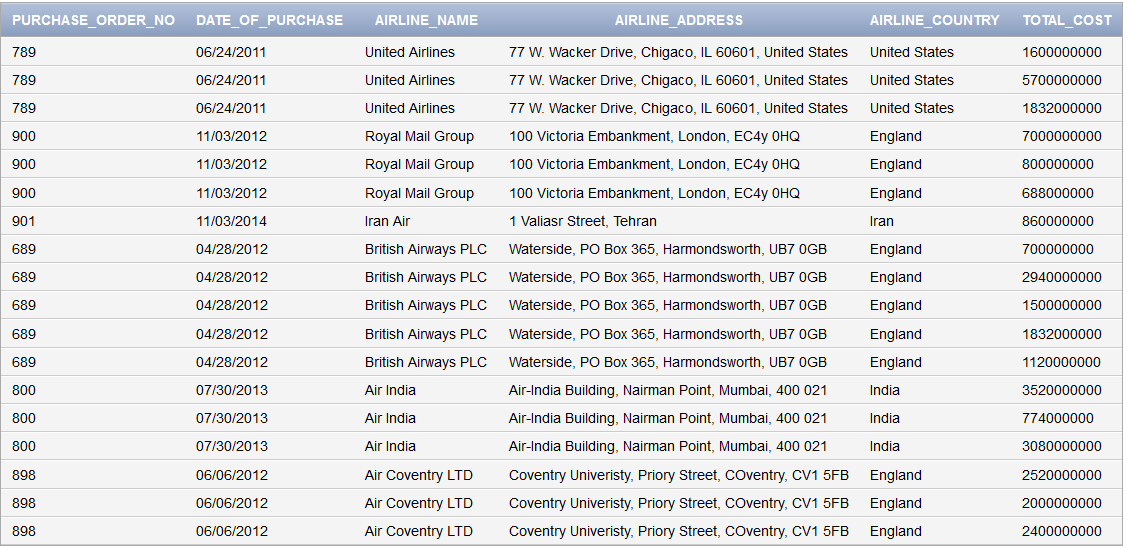 PURCHASE_ORDER_NO DATE_OF_PURCHASE AIRLINE_NAME AIRLINE_ADDRESS AIRLINE_COUNTRY TOTAL_COST
789 06/24/2011 United Airlines 77 W. Wacker Drive, Chigaco, IL 60601, United States United States 1600000000
789 06/24/2011 United Airlines 77 W. Wacker Drive, Chigaco, IL 60601, United States United States 5700000000
789 06/24/2011 United Airlines 77 W. Wacker Drive, Chigaco, IL 60601, United States United States 1832000000
900 11/03/2012 Royal Mail Group 100 Victoria Embankment, London, EC4y 0HQ England 7000000000
900 11/03/2012 Royal Mail Group 100 Victoria Embankment, London, EC4y 0HQ England 800000000
900 11/03/2012 Royal Mail Group 100 Victoria Embankment, London, EC4y 0HQ England 688000000
901 11/03/2014 Iran Air 1 Valiasr Street, Tehran Iran 860000000
689 04/28/2012 British Airways PLC Waterside, PO Box 365, Harmondsworth, UB7 0GB England 700000000
689 04/28/2012 British Airways PLC Waterside, PO Box 365, Harmondsworth, UB7 0GB England 2940000000
689 04/28/2012 British Airways PLC Waterside, PO Box 365, Harmondsworth, UB7 0GB England 1500000000
689 04/28/2012 British Airways PLC Waterside, PO Box 365, Harmondsworth, UB7 0GB England 1832000000
689 04/28/2012 British Airways PLC Waterside, PO Box 365, Harmondsworth, UB7 0GB England 1120000000
800 07/30/2013 Air India Air-India Building, Nairman Point, Mumbai, 400 021 India 3520000000
800 07/30/2013 Air India Air-India Building, Nairman Point, Mumbai, 400 021 India 774000000
800 07/30/2013 Air India Air-India Building, Nairman Point, Mumbai, 400 021 India 3080000000
898 06/06/2012 Air Coventry LTD Coventry Univeristy, Priory Street, COventry, CV1 5FB England 2520000000
898 06/06/2012 Air Coventry LTD Coventry Univeristy, Priory Street, COventry, CV1 5FB England 2000000000
898 06/06/2012 Air Coventry LTD Coventry Univeristy, Priory Street, COventry, CV1 5FB England 2400000000